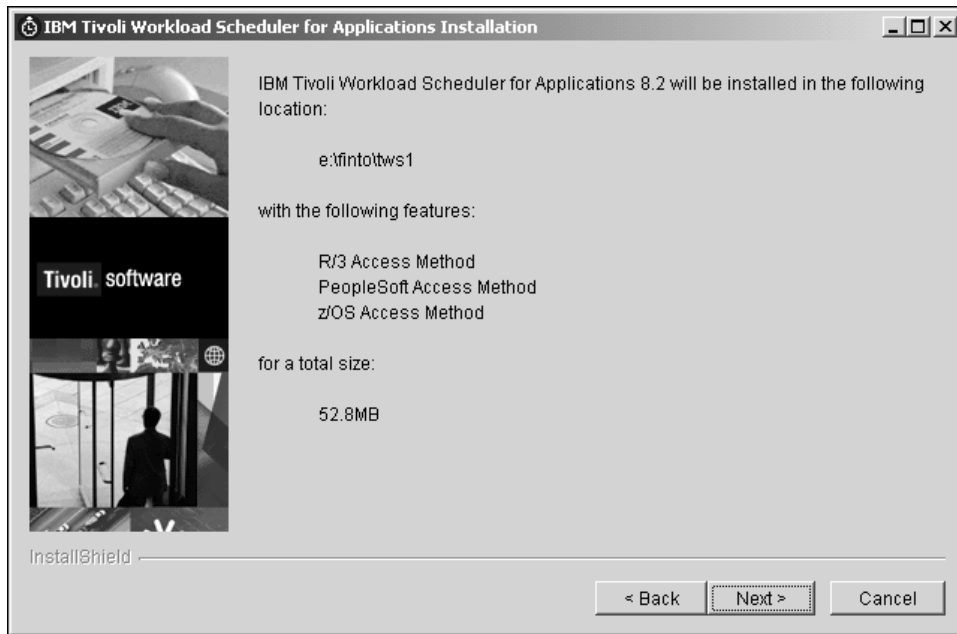 IBM Tivoli Workload Scheduler for Applications Installation
IBM Tivoli Workload Scheduler for Applications 8.2 will be installed in the following
location:
e:\finto\tws1
with the following features:
R/3 Access Method
PeopleSoft Access Method
z/OS Access Method
for a total size:
52.8MB
Tivoli. software
InstallShield
< Back
Next >
Cancel